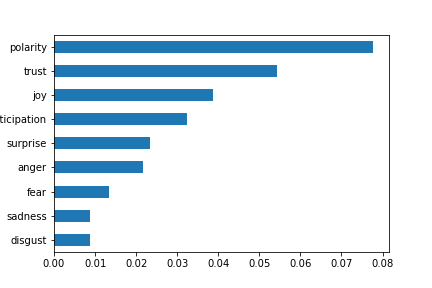 polarity
trust
joy
ticipation
surprise
anger
fear
sadness
disgust
0.00 0.01 0.02 0.03 0.04 0.05 0.06 0.07 0.08